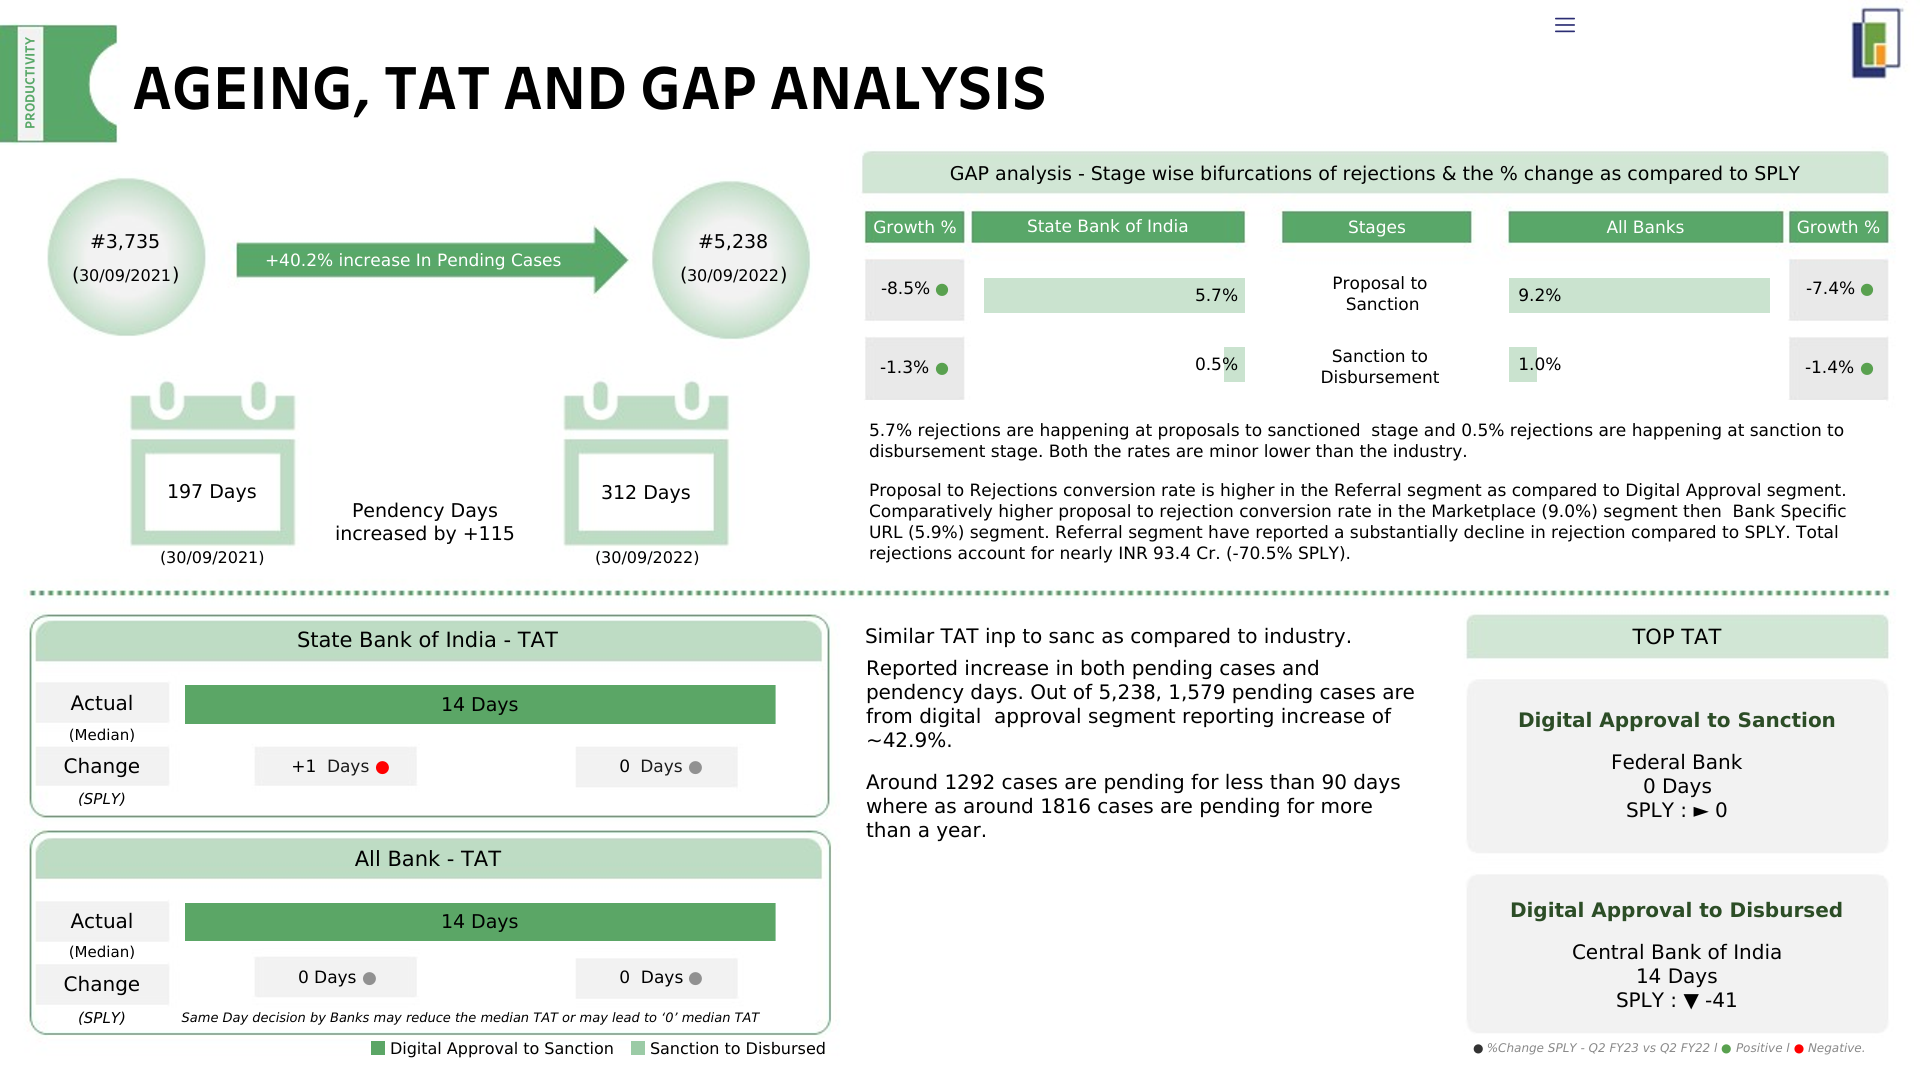 PRODUCTIVITY
AGEING, TAT AND GAP ANALYSIS
#3,735
(30/09/2021)
+40.2% increase In Pending Cases
#5,238
(30/09/2022)
197 Days
(30/09/2021)
Pendency Days
increased by +115
312 Days
(30/09/2022)
GAP analysis - Stage wise bifurcations of rejections & the % change as compared to SPLY
Growth % State Bank of India Stages All Banks Growth %
-8.5% ● 5.7% Proposal to 9.2% -7.4% ●
Sanction
-1.3% ● 0.5% Sanction to 1.0% -1.4% ●
Disbursement
5.7% rejections are happening at proposals to sanctioned  stage and 0.5% rejections are happening at sanction to
disbursement stage. Both the rates are minor lower than the industry.
Proposal to Rejections conversion rate is higher in the Referral segment as compared to Digital Approval segment.
Comparatively higher proposal to rejection conversion rate in the Marketplace (9.0%) segment then  Bank Specific
URL (5.9%) segment. Referral segment have reported a substantially decline in rejection compared to SPLY. Total
rejections account for nearly INR 93.4 Cr. (-70.5% SPLY).
State Bank of India - TAT
Actual 14 Days
(Median)
Change +1  Days ● 0  Days ●
(SPLY)
All Bank - TAT
Actual 14 Days
(Median)
Change 0 Days ● 0  Days ●
(SPLY) Same Day decision by Banks may reduce the median TAT or may lead to ‘0’ median TAT
Digital Approval to Sanction Sanction to Disbursed
Similar TAT inp to sanc as compared to industry.
Reported increase in both pending cases and
pendency days. Out of 5,238, 1,579 pending cases are
from digital  approval segment reporting increase of
~42.9%.
Around 1292 cases are pending for less than 90 days
where as around 1816 cases are pending for more
than a year.
TOP TAT
Digital Approval to Sanction
Federal Bank
0 Days
SPLY : ► 0
Digital Approval to Disbursed
Central Bank of India
14 Days
SPLY : ▼ -41
● %Change SPLY - Q2 FY23 vs Q2 FY22 I ● Positive I ● Negative.